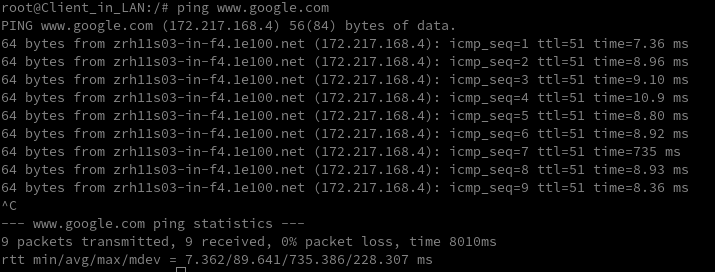 root@Client_in_LAN:/# ping www.google.com
PING www.google.com (172.217.168.4) 56(84) bytes of data.
64 bytes from zrh11s03-in-f4.1e100.net (172.217.168.4): icmp_seq=1 ttl=51 time=7.36 ms
64 bytes from zrh11s03-in-f4.1e100.net (172.217.168.4): icmp_seq=2 ttl=51 time=8.96 ms
64 bytes from zrh11s03-in-f4.1e100.net (172.217.168.4): icmp_seq=3 ttl=51 time=9.10 ms
64 bytes from zrh11s03-in-f4.1e100.net (172.217.168.4): icmp_seq=4 ttl=51 time=10.9 ms
64 bytes from zrh11s03-in-f4.1e100.net (172.217.168.4): icmp_seq=5 ttl=51 time=8.80 ms
64 bytes from zrh11s03-in-f4.1e100.net (172.217.168.4): icmp_seq=6 ttl=51 time=8.92 ms
64 bytes from zrh11s03-in-f4.1e100.net (172.217.168.4): icmp_seq=7 ttl=51 time=735 ms
64 bytes from zrh11s03-in-f4.1e100.net (172.217.168.4): icmp_seq=8 ttl=51 time=8.93 ms
64 bytes from zrh11s03-in-f4.1e100.net (172.217.168.4): icmp_seq=9 ttl=51 time=8.36 ms
^C
--- www.google.com ping statistics ---
9 packets transmitted, 9 received, 0% packet loss, time 8010ms
rtt min/avg/max/mdev = 7.362/89.641/735.386/228.307 ms